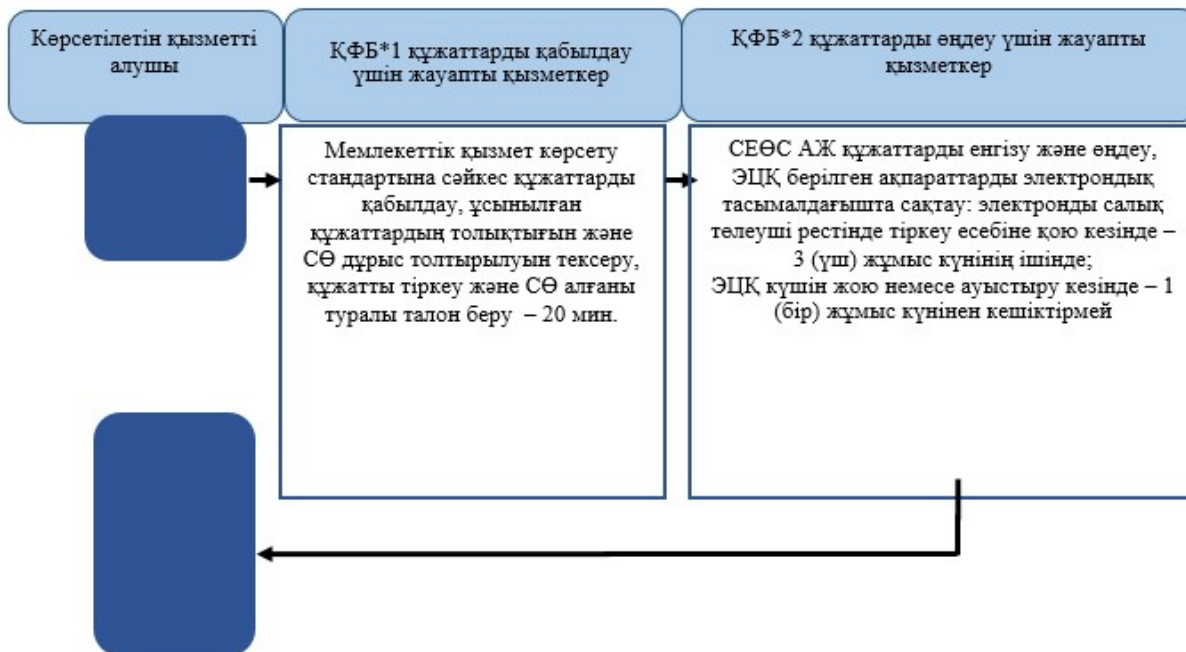 Көрсетілетін қызметті
алушы
ҚФБ*1 құжаттарды қабылдау
үшін жауапты қызметкер
ҚФБ*2 құжаттарды өңдеу үшін жауапты
қызметкер
Мемлекеттік қызмет көрсету
стандартына сәйкес құжаттарды
қабылдау, ұсынылған
құжаттардың толықтығын және
СӨ дұрыс толтырылуын тексеру,
құжатты тіркеу және СӨ алғаны
туралы талон беру – 20 мин.
СЕӨС АЖ құжаттарды енгізу және өңдеу,
ЭЦҚ берілген ақпараттарды электрондық
тасымалдағышта сақтау: электронды салық
төлеуші рестінде тіркеу есебіне қою кезінде –
3 (үш) жұмыс күнінің ішінде;
ЭЦҚ күшін жою немесе ауыстыру кезінде – 1
(бір) жұмыс күнінен кешіктірмей